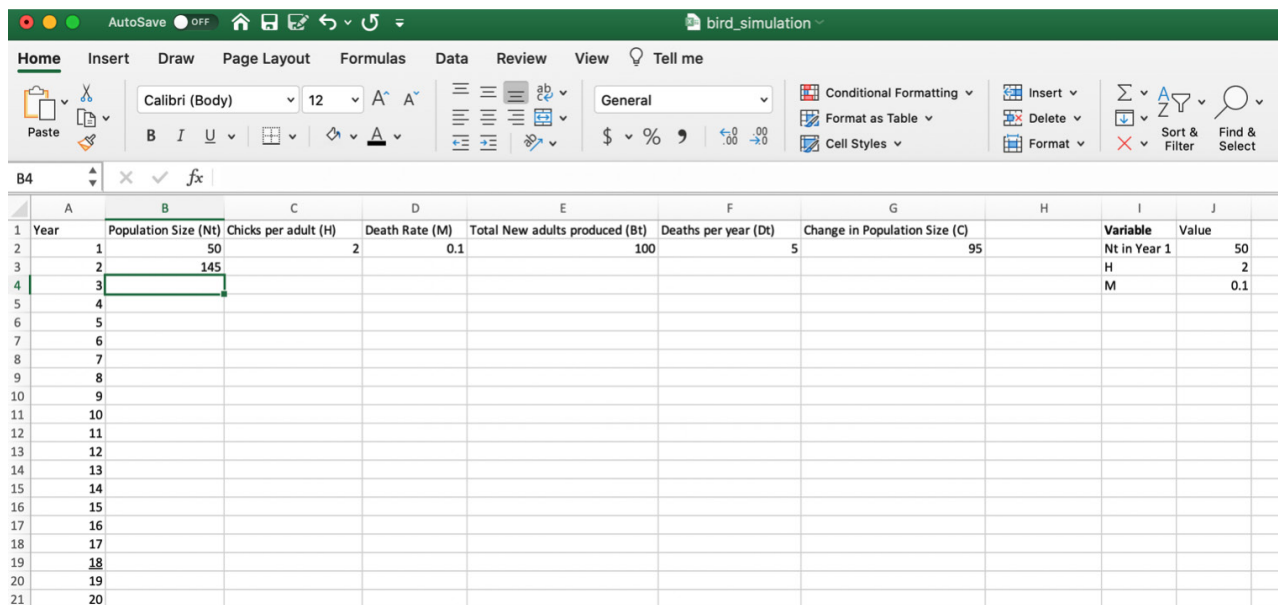 AutoSave OFF bird_simulation
Home Insert Draw Page Layout Formulas Data Review View Tell me
Paste
Calibri (Body) 12 A^ A˅
B I U A
ab c
General
$ % 9 .00 .0 .00 .0
Conditional Formatting
Format as Table
Cell Styles
Insert
Delete
Format
Σ A Z
Sort & Filter
Find & Select
B4 fx
A B C D E F G H I J
1 Year Population Size (Nt) Chicks per adult (H) Death Rate (M) Total New adults produced (Bt) Deaths per year (Dt) Change in Population Size (C) Variable Value
2 1 50 2 0.1 100 5 95 Nt in Year 1 50
3 2 145 H 2
4 3 M 0.1
5 4
6 5
7 6
8 7
9 8
10 9
11 10
12 11
13 12
14 13
15 14
16 15
17 16
18 17
19 18
20 19
21 20